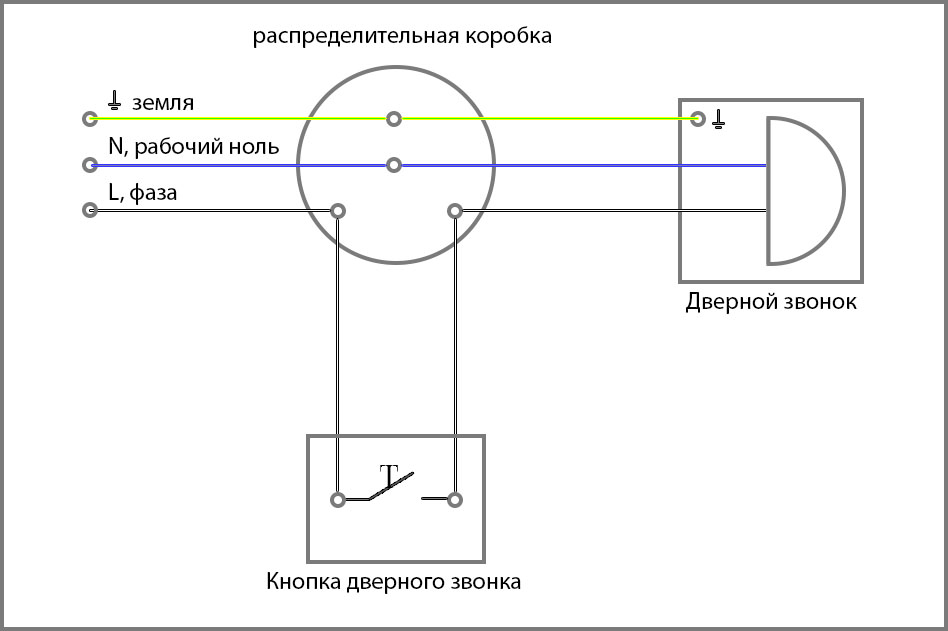 распределительная коробка
земля
N, рабочий ноль
L, фаза
Дверной звонок
T
Кнопка дверного звонка